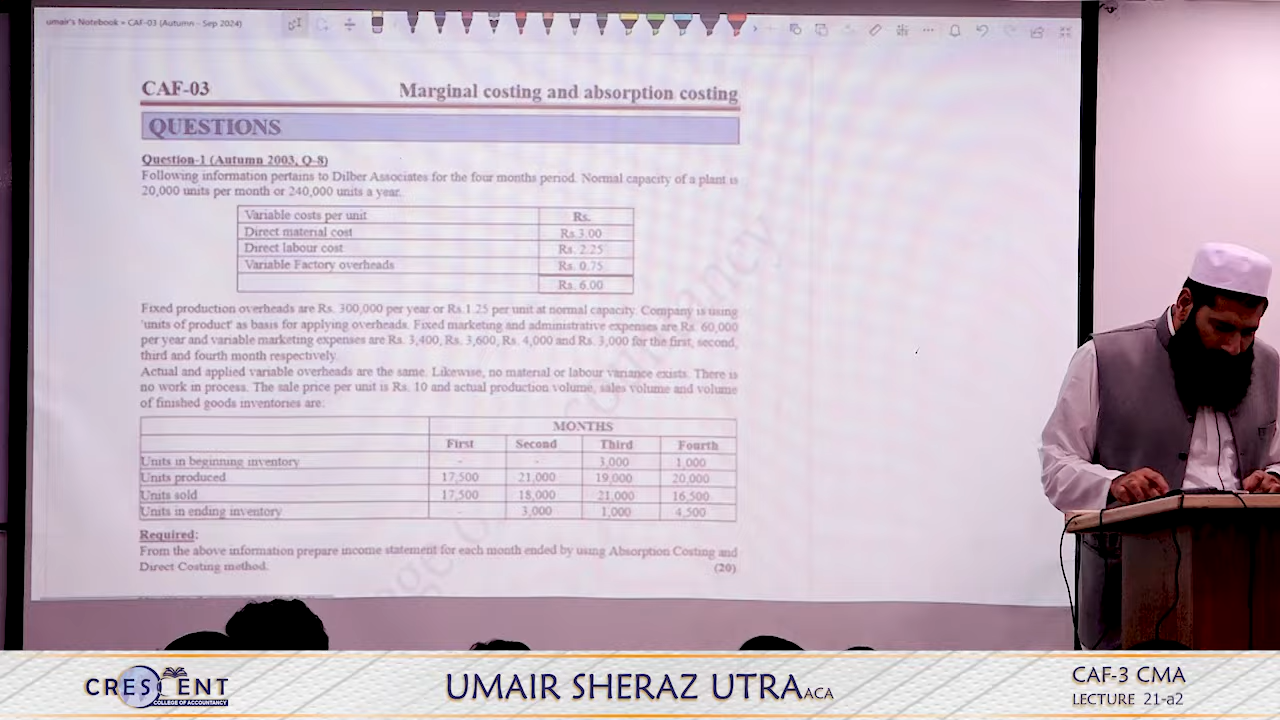 umair's Notebook » CAF-03 (Autumn - Sep 2024)
CAF-03 Marginal costing and absorption costing
QUESTIONS
Question-1 (Autumn 2003, Q-8)
Following information pertains to Dilber Associates for the four months period. Normal capacity of a plant is
20,000 units per month or 240,000 units a year.
Variable costs per unit Rs.
Direct material cost Rs 3.00
Direct labour cost Rs. 2.25
Variable Factory overheads Rs. 0.75
Rs. 6.00
Fixed production overheads are Rs. 300,000 per year or Rs.1.25 per unit at normal capacity. Company is using
'units of product' as basis for applying overheads. Fixed marketing and administrative expenses are Rs. 60,000
per year and variable marketing expenses are Rs. 3,400, Rs. 3,600, Rs. 4,000 and Rs. 3,000 for the first, second,
third and fourth month respectively.
Actual and applied variable overheads are the same. Likewise, no material or labour variance exists. There is
no work in process. The sale price per unit is Rs. 10 and actual production volume, sales volume and volume
of finished goods inventories are:
MONTHS
First Second Third Fourth
Units in beginning inventory - - 3,000 1,000
Units produced 17,500 21,000 19,000 20,000
Units sold 17,500 18,000 21,000 16,500
Units in ending inventory - 3,000 1,000 4,500
Required:
From the above information prepare income statement for each month ended by using Absorption Costing and
Direct Costing method. (20)
CRESCENT
COLLEGE OF ACCOUNTANCY
UMAIR SHERAZ UTRA ACA
CAF-3 CMA
LECTURE 21-a2